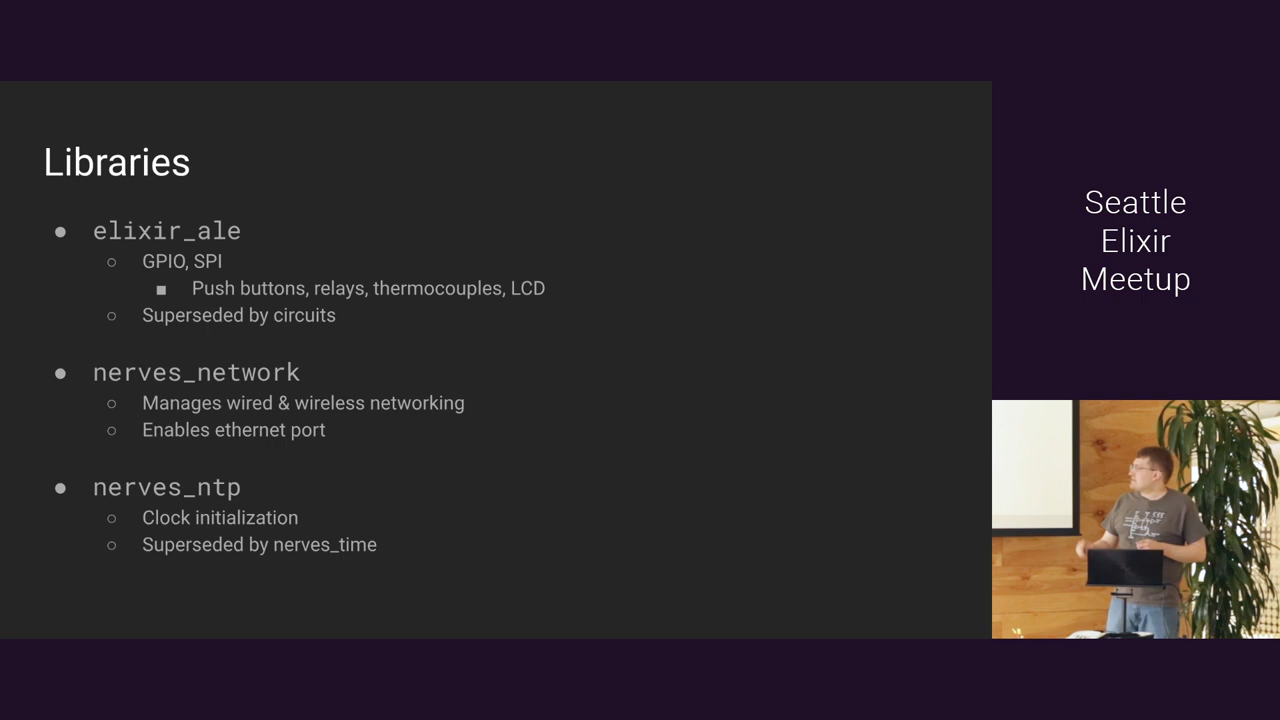 Libraries
● elixir_ale
○ GPIO, SPI
■ Push buttons, relays, thermocouples, LCD
○ Superseded by circuits
● nerves_network
○ Manages wired & wireless networking
○ Enables ethernet port
● nerves_ntp
○ Clock initialization
○ Superseded by nerves_time
Seattle
Elixir
Meetup